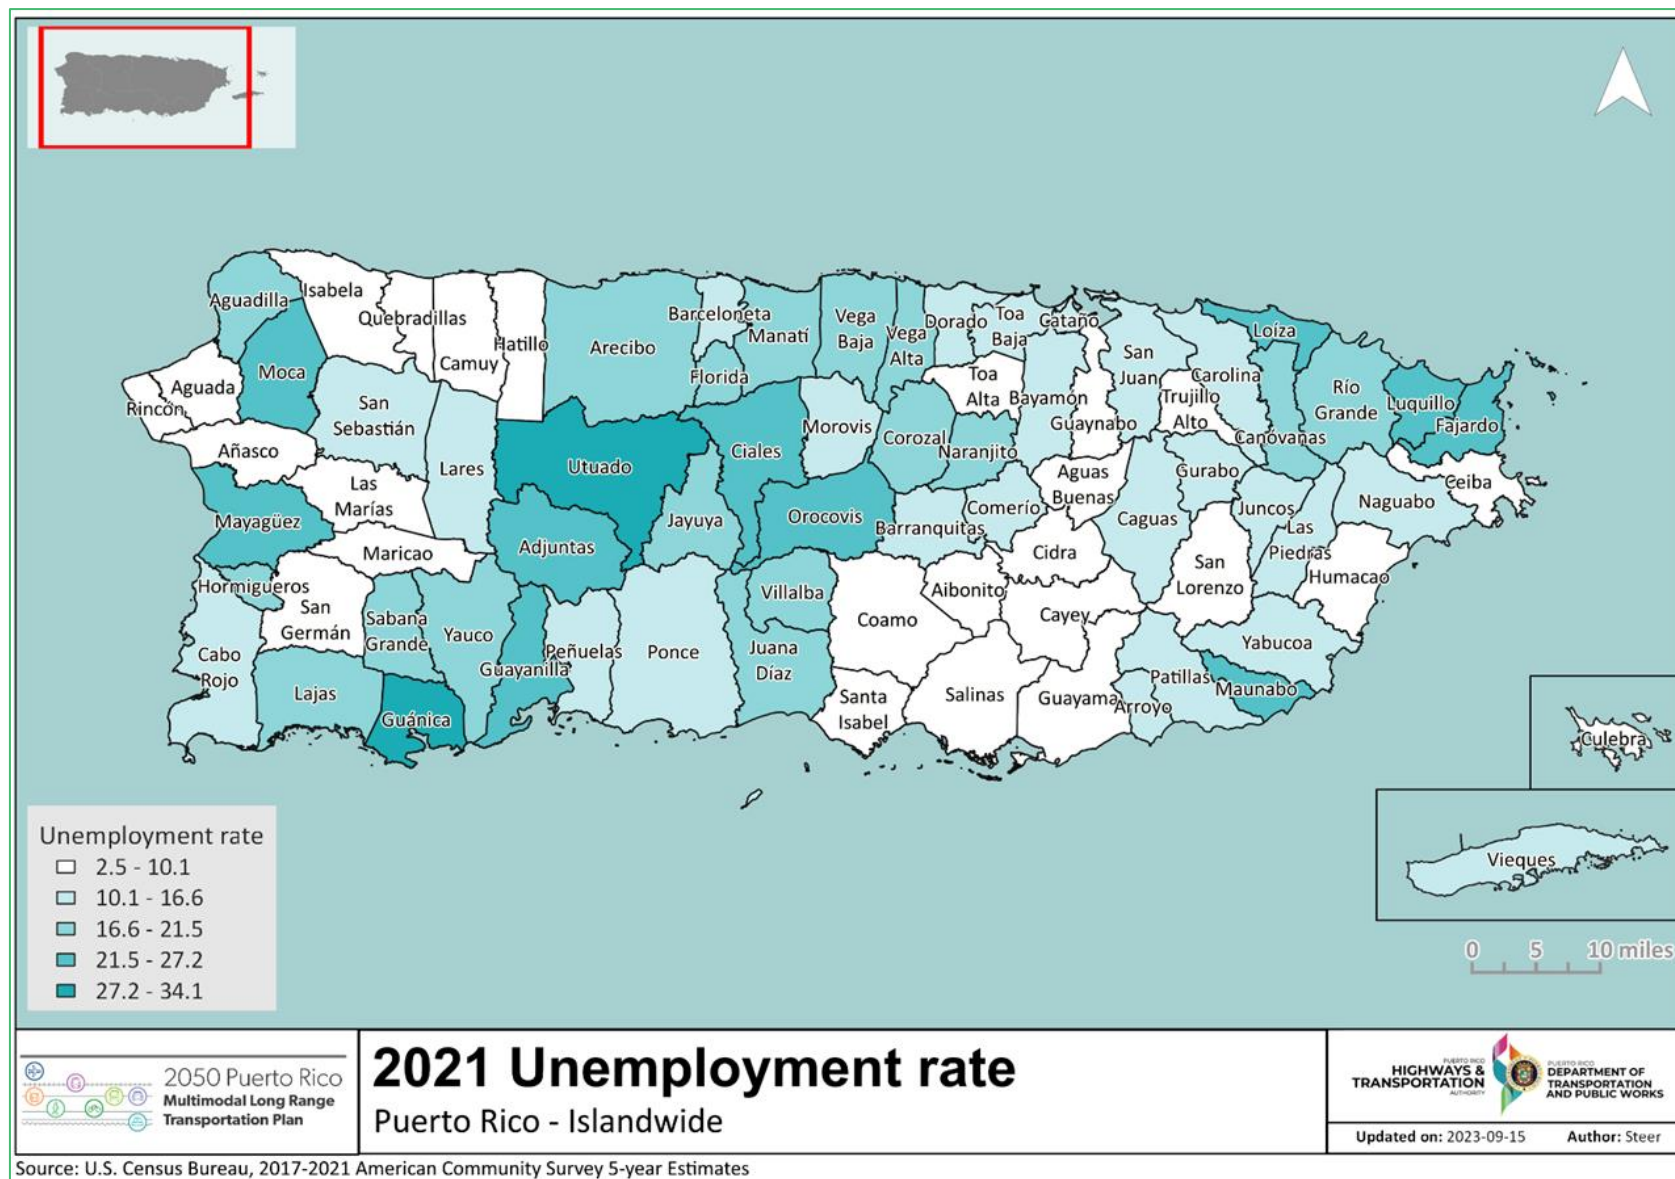 Isabela
Aguadilla
Quebradillas
Hatillo
Camuy
Moca
Aguada
Rincón
Barceloneta
Arecibo
Manatí
Florida
Vega
Baja
Vega
Alta
Dorado
Toa
Baja
Cataño
Toa
Alta
Bayamón
Guaynabo
San
Juan
Carolina
Trujillo
Alto
Loíza
Canóvanas
Río
Grande
Luquillo
Fajardo
Ceiba
San
Sebastián
Lares
Añasco
Las
Marías
Utuado
Ciales
Morovis
Corozal
Naranjito
Aguas
Buenas
Gurabo
Caguas
Juncos
Las
Piedras
Naguabo
Humacao
Mayagüez
Maricao
Adjuntas
Jayuya
Orocovis
Barranquitas
Comerío
Cidra
San
Lorenzo
Hormigueros
San
Germán
Sabana
Grande
Yauco
Guayanilla
Peñuelas
Ponce
Villalba
Juana
Díaz
Coamo
Aibonito
Cayey
Yabucoa
Cabo
Rojo
Lajas
Guánica
Santa
Isabel
Salinas
Guayama
Arroyo
Patillas
Maunabo
Culebra
Vieques
Unemployment rate
2.5 - 10.1
10.1 - 16.6
16.6 - 21.5
21.5 - 27.2
27.2 - 34.1
0 5 10 miles
2050 Puerto Rico
Multimodal Long Range
Transportation Plan
2021 Unemployment rate
Puerto Rico - Islandwide
PUERTO RICO
HIGHWAYS &
TRANSPORTATION
AUTHORITY
PUERTO RICO
DEPARTMENT OF
TRANSPORTATION
AND PUBLIC WORKS
Updated on: 2023-09-15 Author: Steer
Source: U.S. Census Bureau, 2017-2021 American Community Survey 5-year Estimates